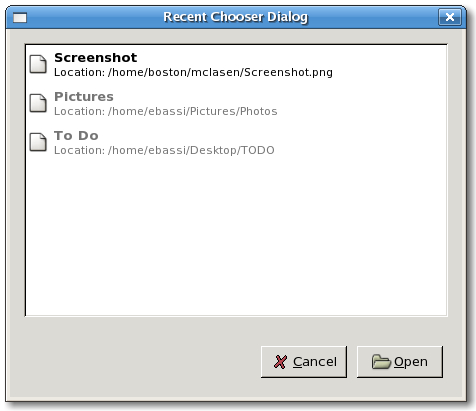 Recent Chooser Dialog
Screenshot
Location: /home/boston/mclasen/Screenshot.png
Pictures
Location: /home/ebassi/Pictures/Photos
To Do
Location: /home/ebassi/Desktop/TODO
Cancel Open